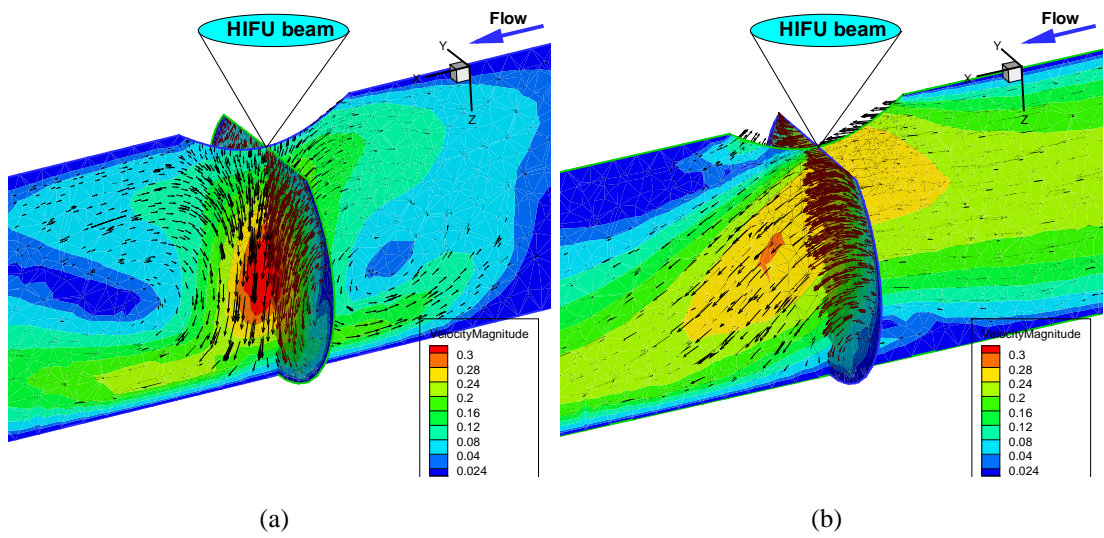 HIFU beam
Flow
Y
X
Z
VelocityMagnitude
0.3
0.28
0.24
0.2
0.16
0.12
0.08
0.04
0.024
(a)
HIFU beam
Flow
Y
X
Z
VelocityMagnitude
0.3
0.28
0.24
0.2
0.16
0.12
0.08
0.04
0.024
(b)